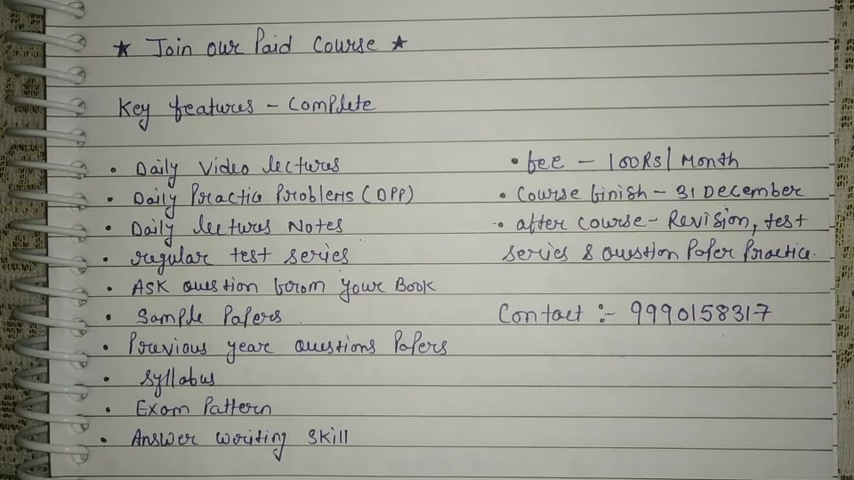 ★ Join our Paid Course ★
Key features - Complete
• Daily Video lectures
• Daily Practice Problems (DPP)
• Daily lectures Notes
• regular test series
• ASK question from your Book
• Sample Papers
• Previous year questions Papers
• Syllabus
• Exam Pattern
• Answer writing Skill
• fee - 100RS/Month
• Course finish - 31 December
• after course - Revision, test
series & Question Paper Practice.
Contact :- 9990158317